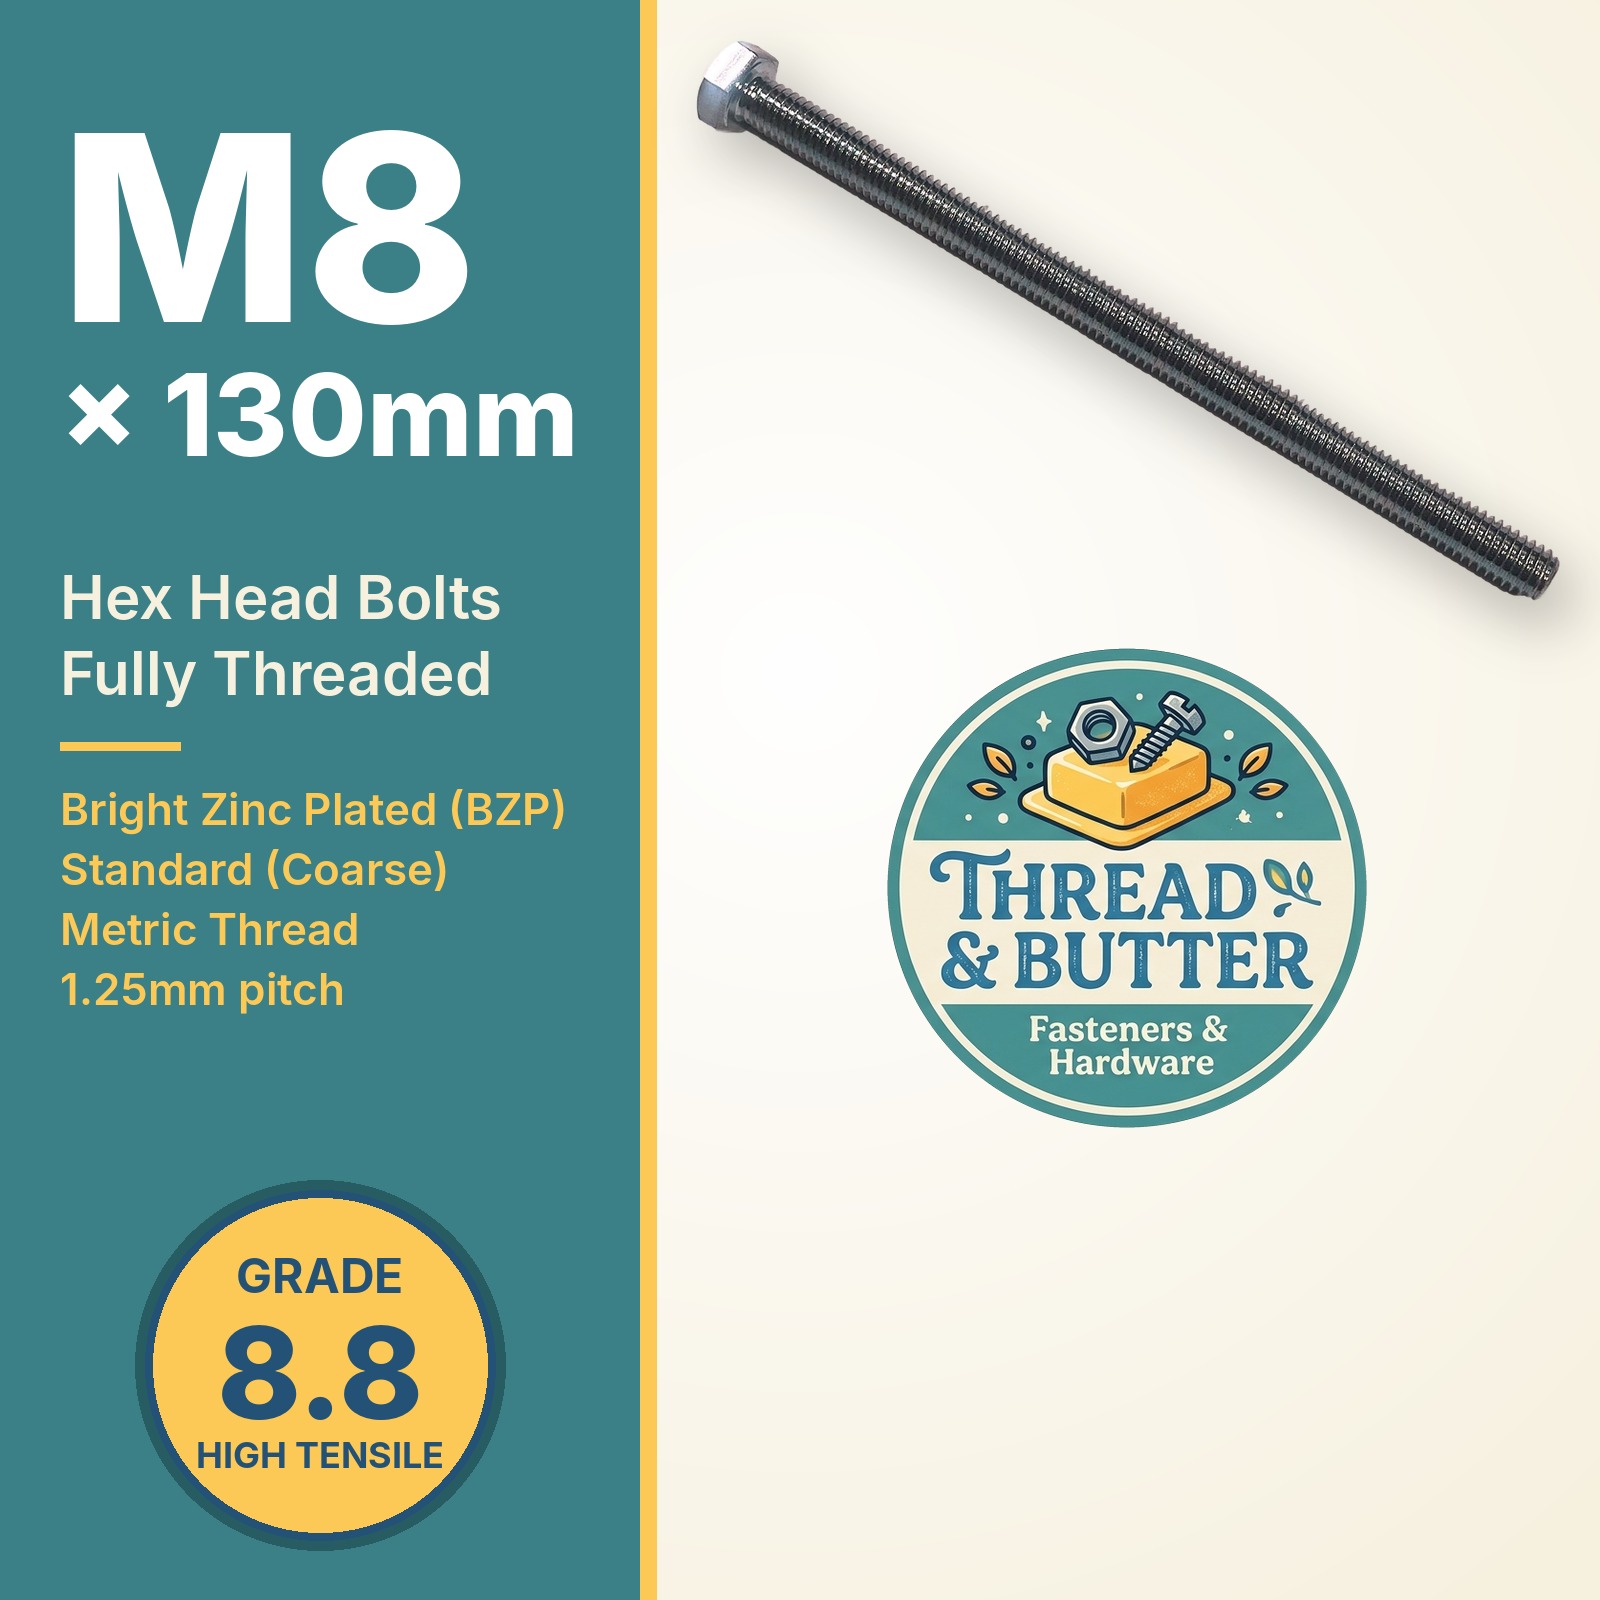 M8
× 130mm
Hex Head Bolts
Fully Threaded
Bright Zinc Plated (BZP)
Standard (Coarse)
Metric Thread
1.25mm pitch
GRADE
8.8
HIGH TENSILE
THREAD
& BUTTER
Fasteners &
Hardware